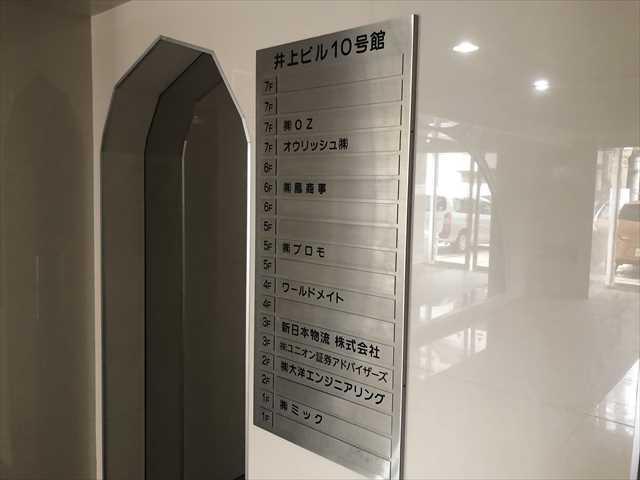 井上ビル10号館
7F
7F
7F ㈱OZ
7F オウリッシュ㈱
6F
6F ㈱鳳商事
6F
5F
5F ㈱プロモ
5F
4F ワールドメイト
4F
3F 新日本物流 株式会社
3F ㈱ユニオン証券アドバイザーズ
2F ㈱大洋エンジニアリング
2F
1F ㈱ミック
1F